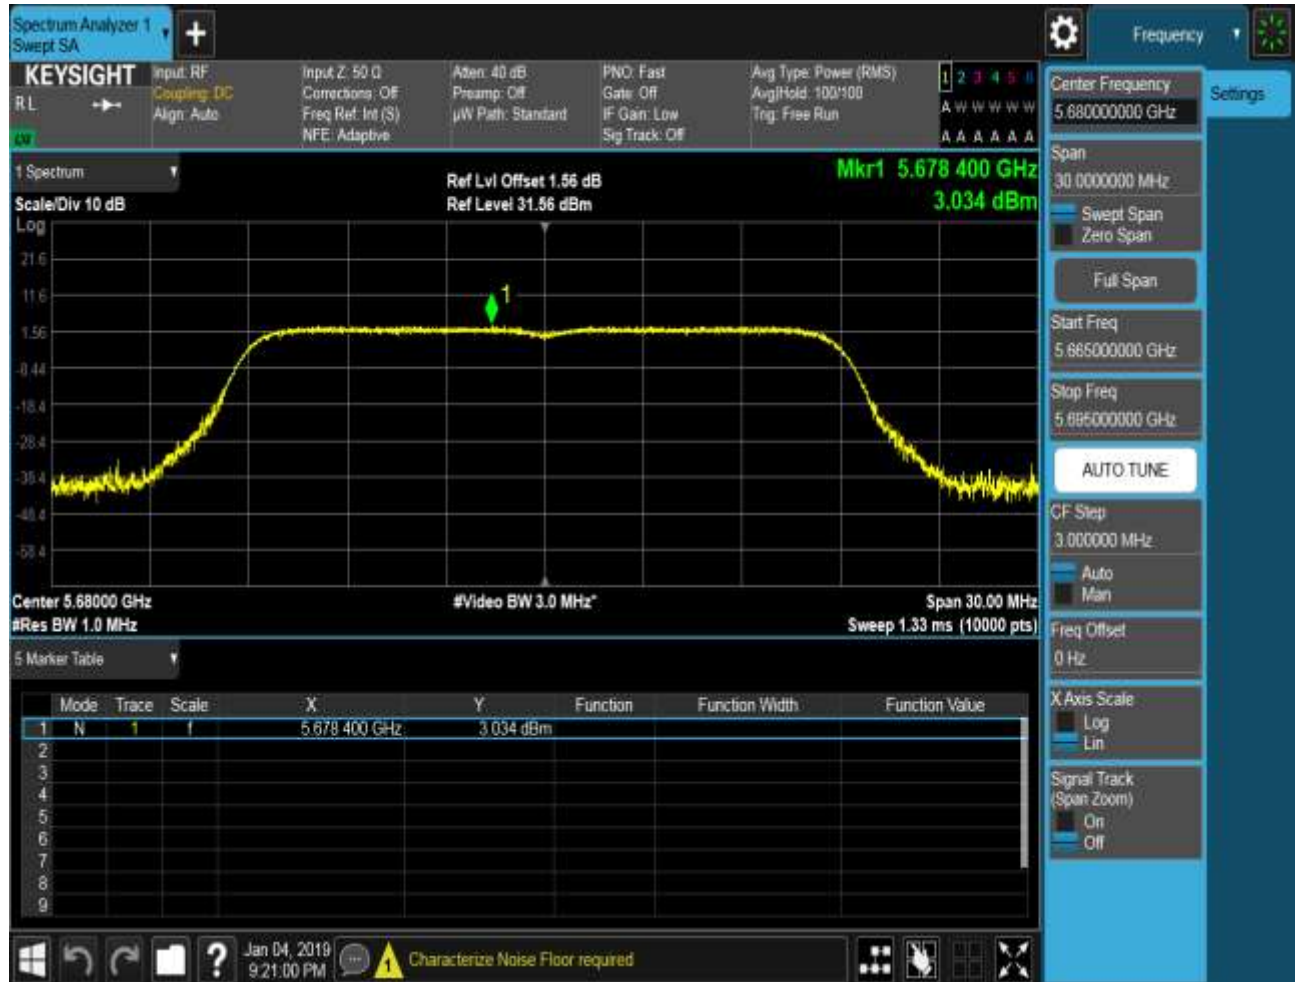 Spectrum Analyzer 1
Swept SA
Frequency
KEYSIGHT
R L
Input: RF
Coupling: DC
Align: Auto
Input Z: 50 Ω
Corrections: Off
Freq Ref: Int (S)
NFE: Adaptive
Atten: 40 dB
Preamp: Off
µW Path: Standard
PNO: Fast
Gate: Off
IF Gain: Low
Sig Track: Off
Avg Type: Power (RMS)
Avg|Hold: 100/100
Trig: Free Run
1 2 3 4 5 6
A W W W W W
A A A A A A
1 Spectrum
Scale/Div 10 dB
Log
Ref Lvl Offset 1.56 dB
Ref Level 31.56 dBm
Mkr1 5.678 400 GHz
3.034 dBm
21.6
11.6
1.56
-8.44
-18.4
-28.4
-38.4
-48.4
-58.4
1
Center 5.68000 GHz
#Res BW 1.0 MHz
#Video BW 3.0 MHz*
Span 30.00 MHz
Sweep 1.33 ms (10000 pts)
5 Marker Table
Mode Trace Scale X Y Function Function Width Function Value
1 N 1 f 5.678 400 GHz 3.034 dBm
2
3
4
5
6
7
8
9
Jan 04, 2019
9:21:00 PM
Characterize Noise Floor required
Settings
Center Frequency
5.680000000 GHz
Span
30.0000000 MHz
Swept Span
Zero Span
Full Span
Start Freq
5.665000000 GHz
Stop Freq
5.695000000 GHz
AUTO TUNE
CF Step
3.000000 MHz
Auto
Man
Freq Offset
0 Hz
X Axis Scale
Log
Lin
Signal Track
(Span Zoom)
On
Off